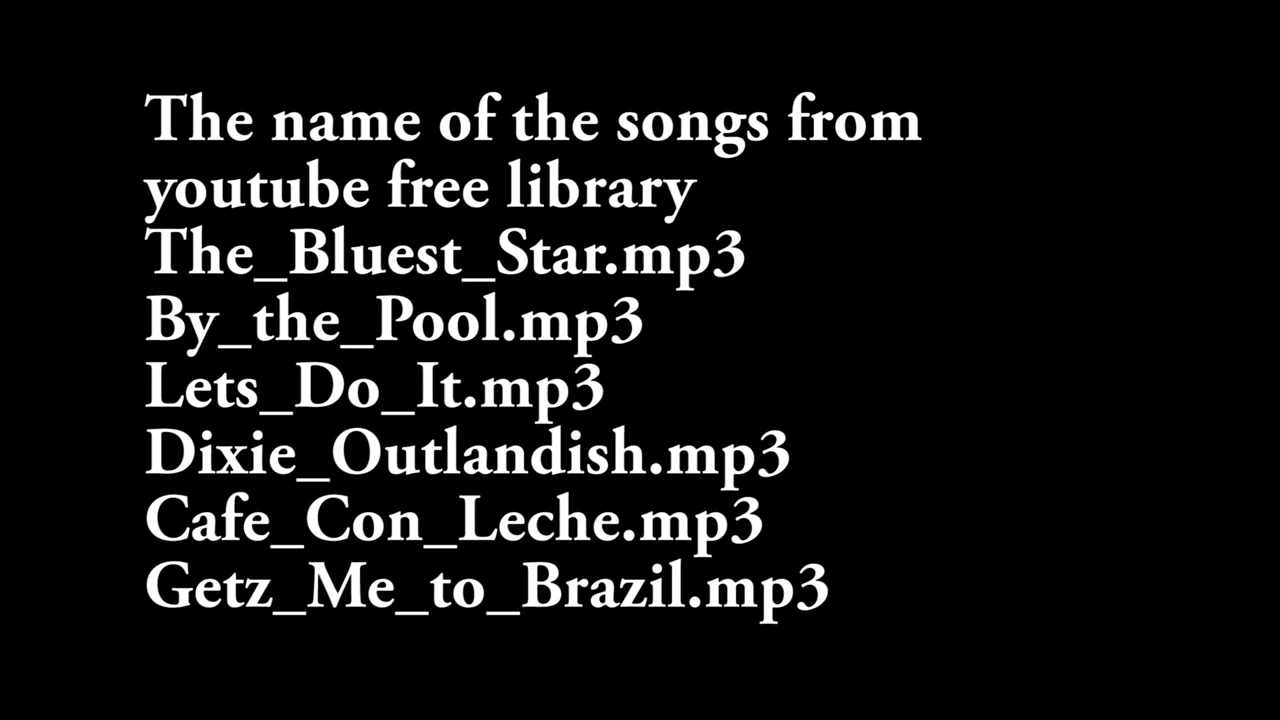 The name of the songs from
youtube free library
The_Bluest_Star.mp3
By_the_Pool.mp3
Lets_Do_It.mp3
Dixie_Outlandish.mp3
Cafe_Con_Leche.mp3
Getz_Me_to_Brazil.mp3